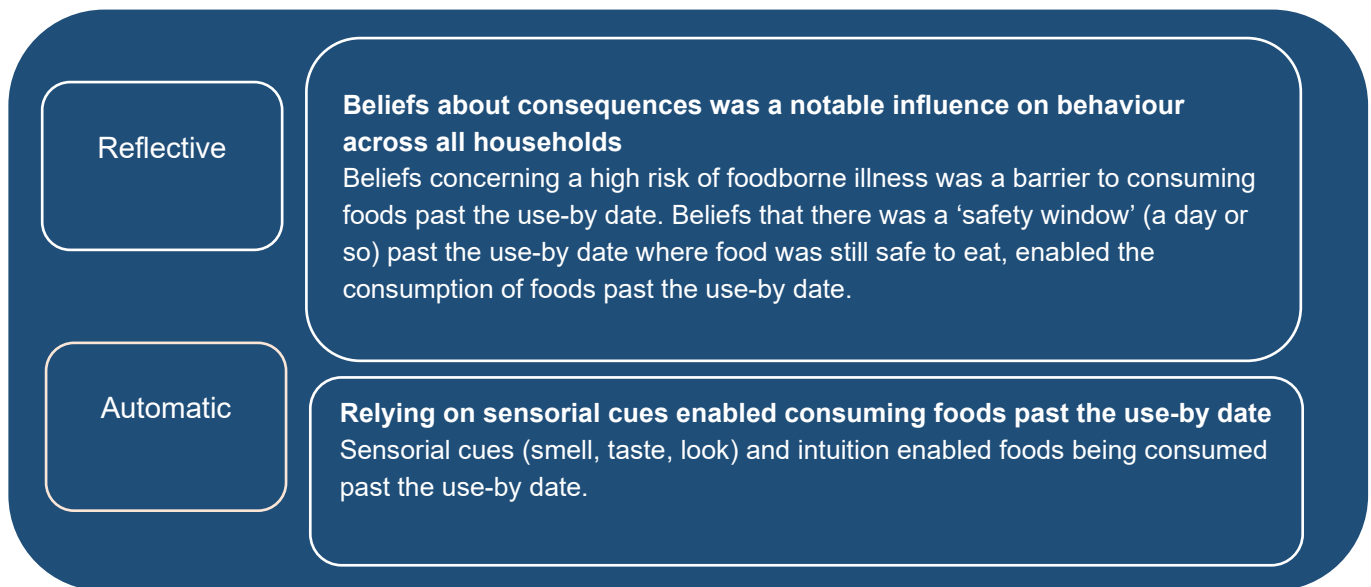 Reflective
Beliefs about consequences was a notable influence on behaviour
across all households
Beliefs concerning a high risk of foodborne illness was a barrier to consuming
foods past the use-by date. Beliefs that there was a ‘safety window’ (a day or
so) past the use-by date where food was still safe to eat, enabled the
consumption of foods past the use-by date.
Automatic
Relying on sensorial cues enabled consuming foods past the use-by date
Sensorial cues (smell, taste, look) and intuition enabled foods being consumed
past the use-by date.